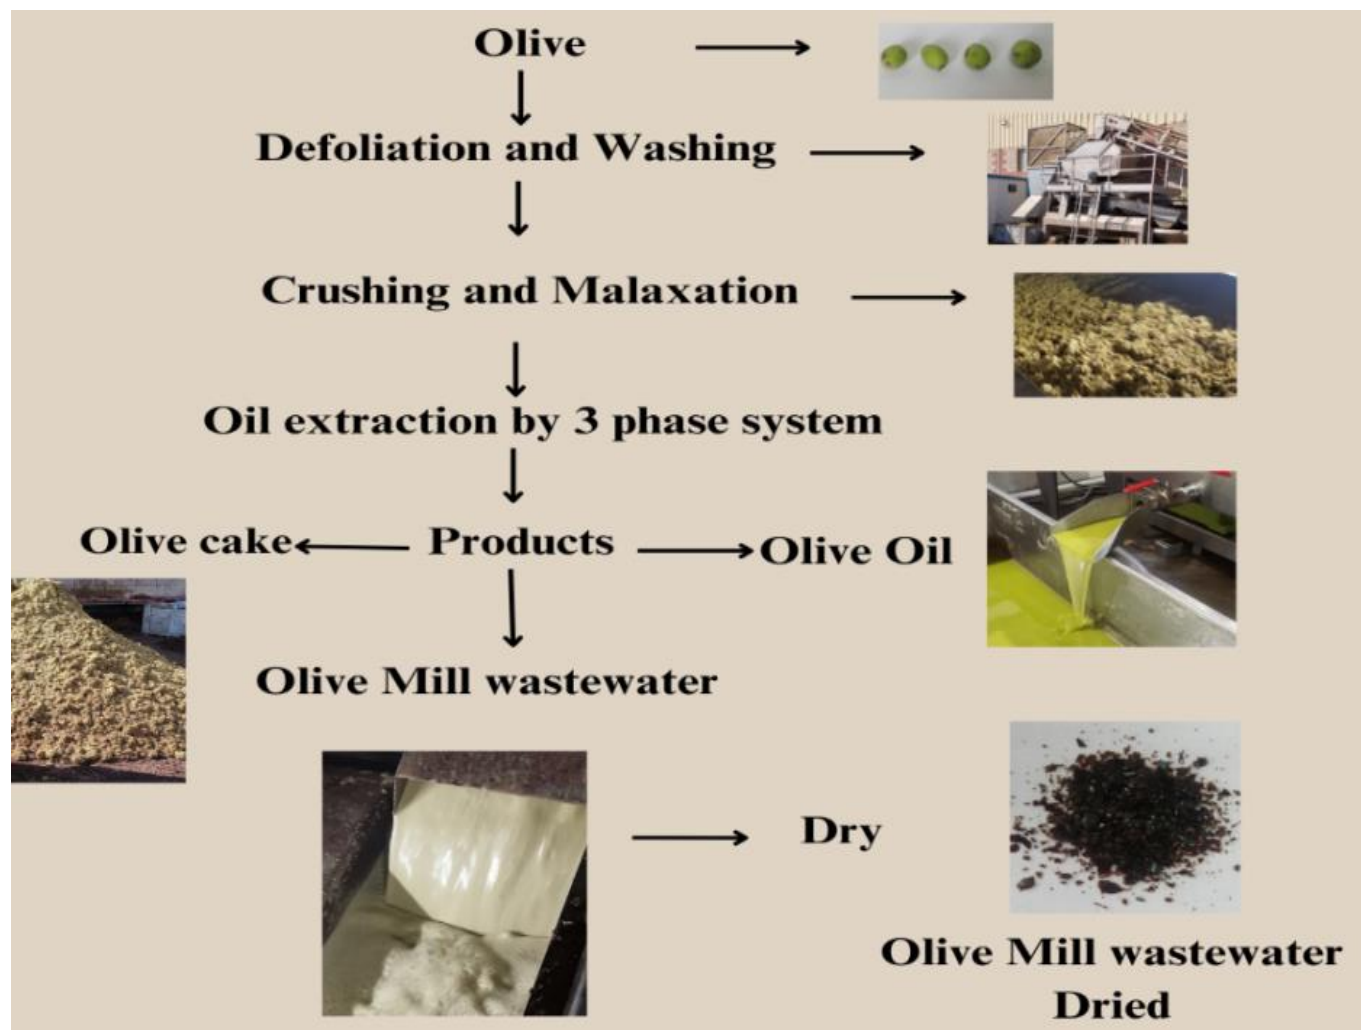 Olive
Defoliation and Washing
Crushing and Malaxation
Oil extraction by 3 phase system
Olive cake
Products
Olive Oil
Olive Mill wastewater
Dry
Olive Mill wastewater
Dried